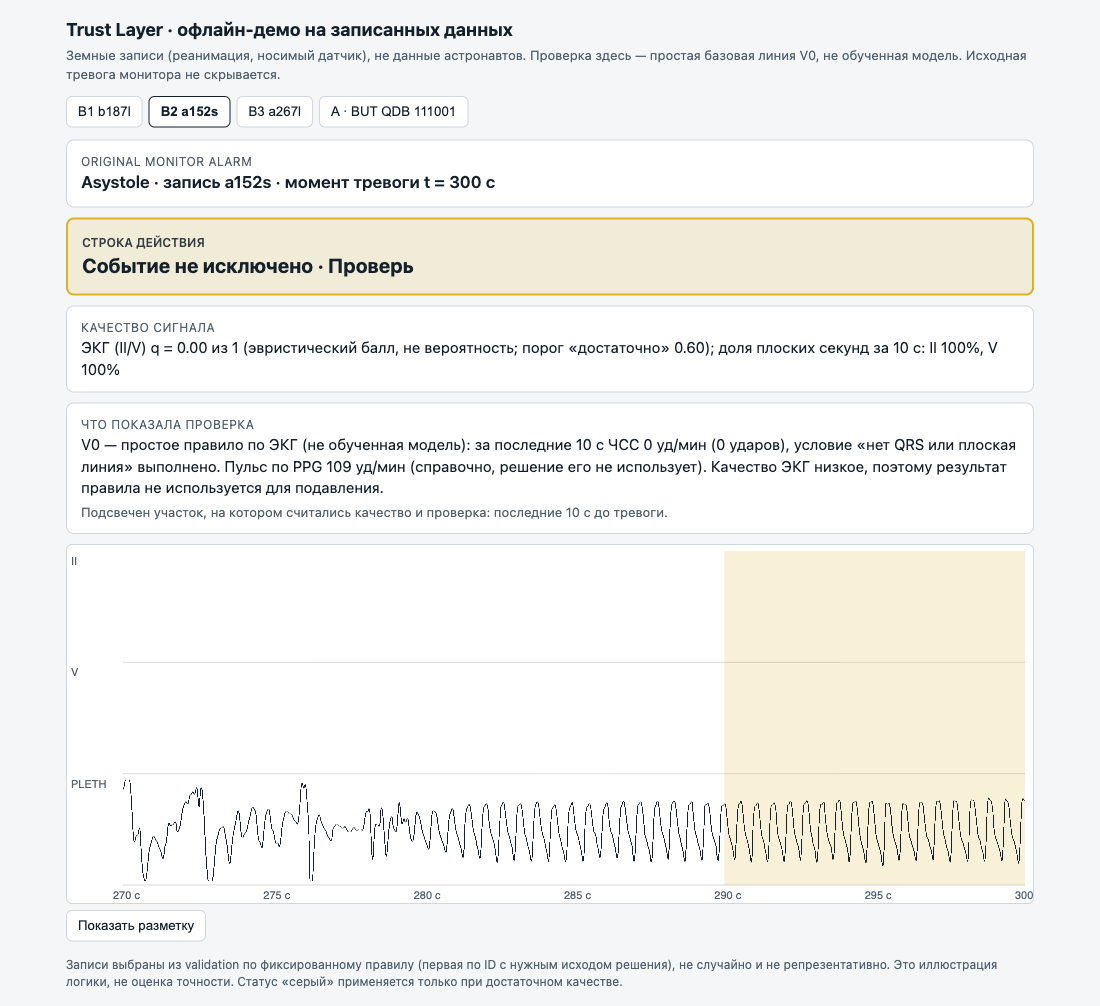 Trust Layer · офлайн-демо на записанных данных
Земные записи (реанимация, носимый датчик), не данные астронавтов. Проверка здесь — простая базовая линия V0, не обученная модель. Исходная
тревога монитора не скрывается.
B1 b187l
B2 a152s
B3 a267l
A · BUT QDB 111001
ORIGINAL MONITOR ALARM
Asystole · запись a152s · момент тревоги t = 300 с
СТРОКА ДЕЙСТВИЯ
Событие не исключено · Проверь
КАЧЕСТВО СИГНАЛА
ЭКГ (II/V) q = 0.00 из 1 (эвристический балл, не вероятность; порог «достаточно» 0.60); доля плоских секунд за 10 с: II 100%, V
100%
ЧТО ПОКАЗАЛА ПРОВЕРКА
V0 — простое правило по ЭКГ (не обученная модель): за последние 10 с ЧСС 0 уд/мин (0 ударов), условие «нет QRS или плоская
линия» выполнено. Пульс по PPG 109 уд/мин (справочно, решение его не использует). Качество ЭКГ низкое, поэтому результат
правила не используется для подавления.
Подсвечен участок, на котором считались качество и проверка: последние 10 с до тревоги.
II
V
PLETH
270 с
275 с
280 с
285 с
290 с
295 с
300
Показать разметку
Записи выбраны из validation по фиксированному правилу (первая по ID с нужным исходом решения), не случайно и не репрезентативно. Это иллюстрация
логики, не оценка точности. Статус «серый» применяется только при достаточном качестве.